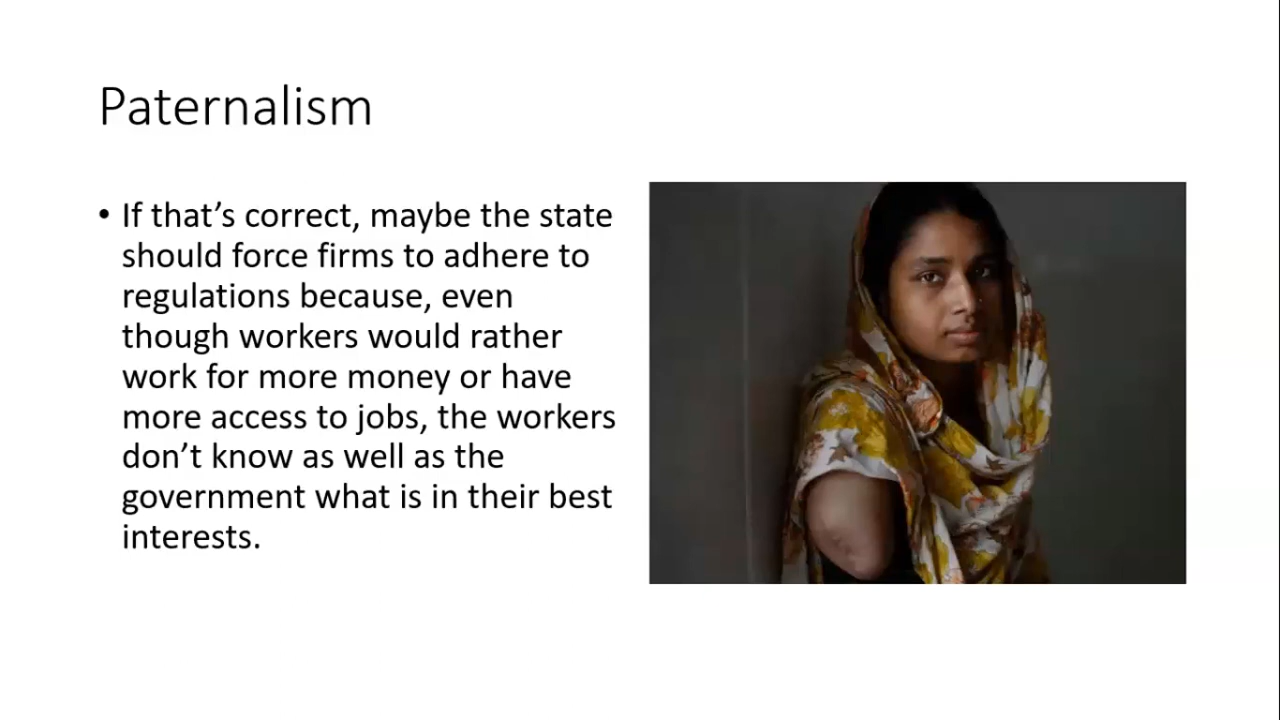 Paternalism
• If that’s correct, maybe the state
should force firms to adhere to
regulations because, even
though workers would rather
work for more money or have
more access to jobs, the workers
don’t know as well as the
government what is in their best
interests.